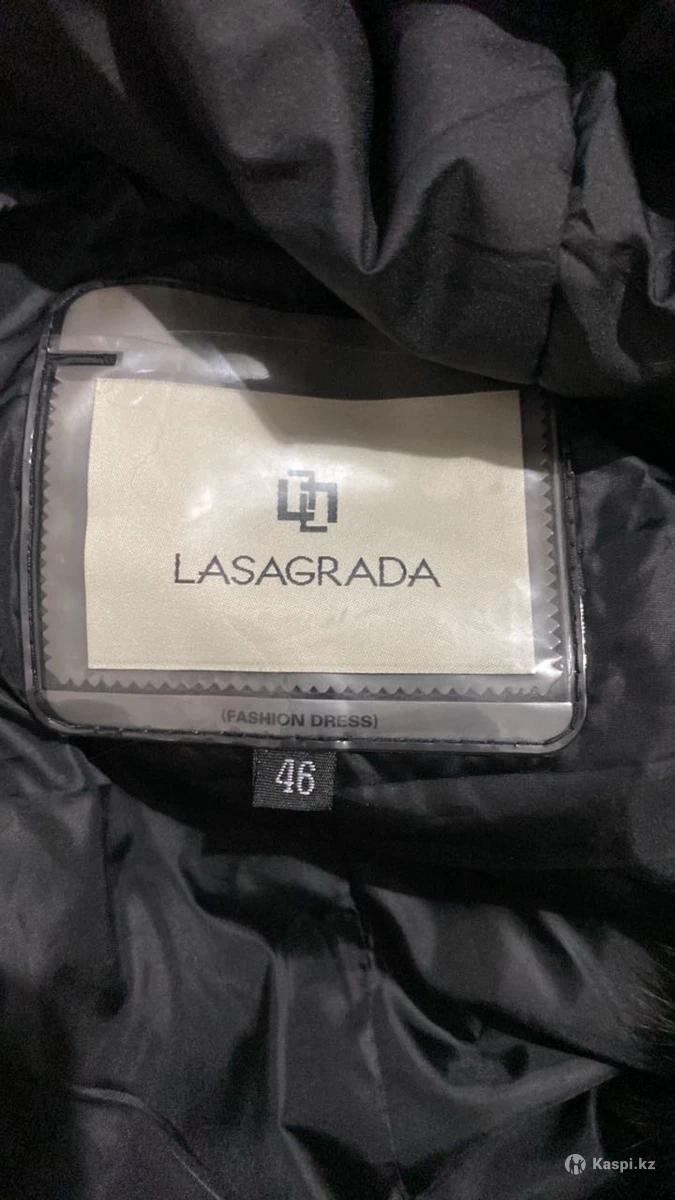 LASAGRADA
(FASHION DRESS)
46
Kaspi.kz